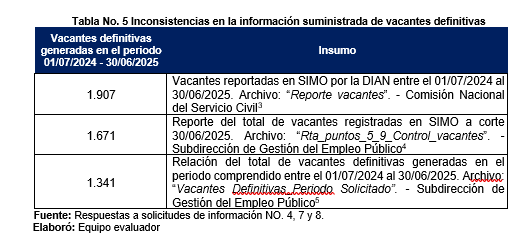 Tabla No. 5 Inconsistencias en la información suministrada de vacantes definitivas
Vacantes definitivas
generadas en el periodo
01/07/2024 - 30/06/2025
Insumo
1.907
Vacantes reportadas en SIMO por la DIAN entre el 01/07/2024 al
30/06/2025. Archivo: “Reporte vacantes”. - Comisión Nacional
del Servicio Civil³
1.671
Reporte del total de vacantes registradas en SIMO a corte
30/06/2025. Archivo: “Rta_puntos_5_9_Control_vacantes”. -
Subdirección de Gestión del Empleo Público⁴
1.341
Relación del total de vacantes definitivas generadas en el
periodo comprendido entre el 01/07/2024 al 30/06/2025. Archivo:
“Vacantes Definitivas_Periodo Solicitado”. - Subdirección de
Gestión del Empleo Público⁵
Fuente: Respuestas a solicitudes de información NO. 4, 7 y 8.
Elaboró: Equipo evaluador